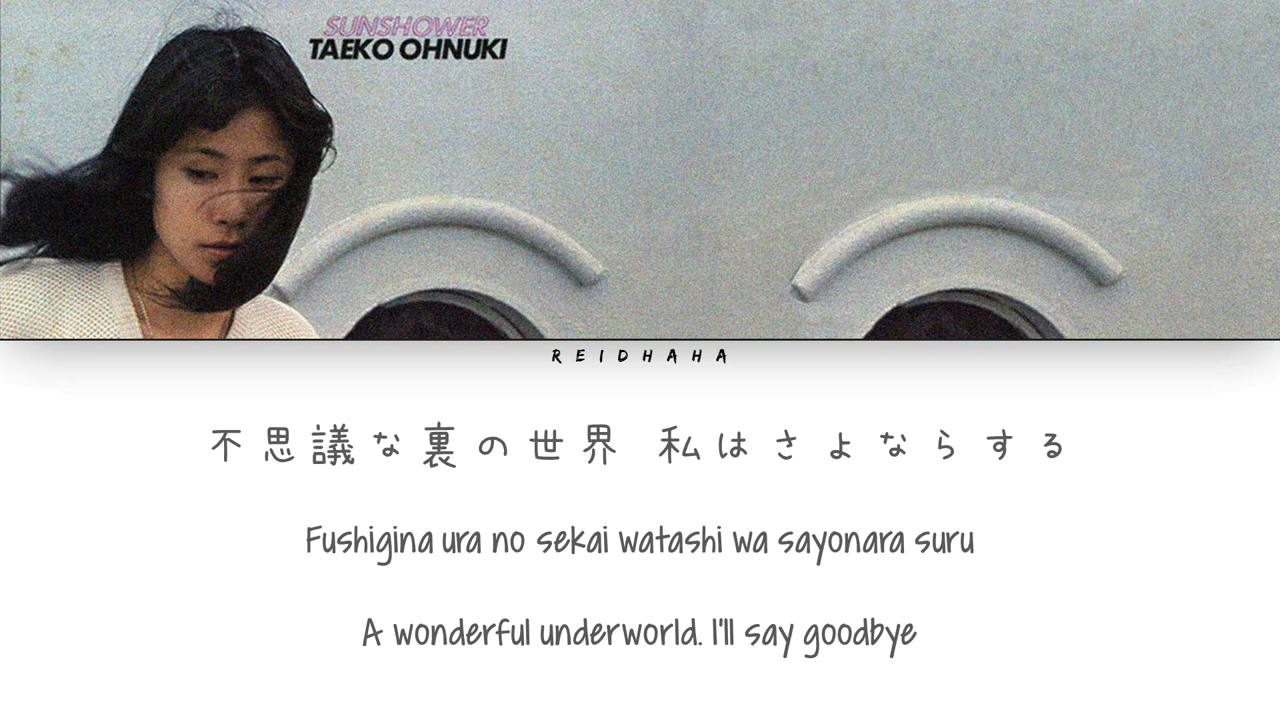 SUNSHOWER
TAEKO OHNUKI
REIDHAHA
不思議な裏の世界 私はさよならする
Fushigina ura no sekai watashi wa sayonara suru
A wonderful underworld. I'll say goodbye